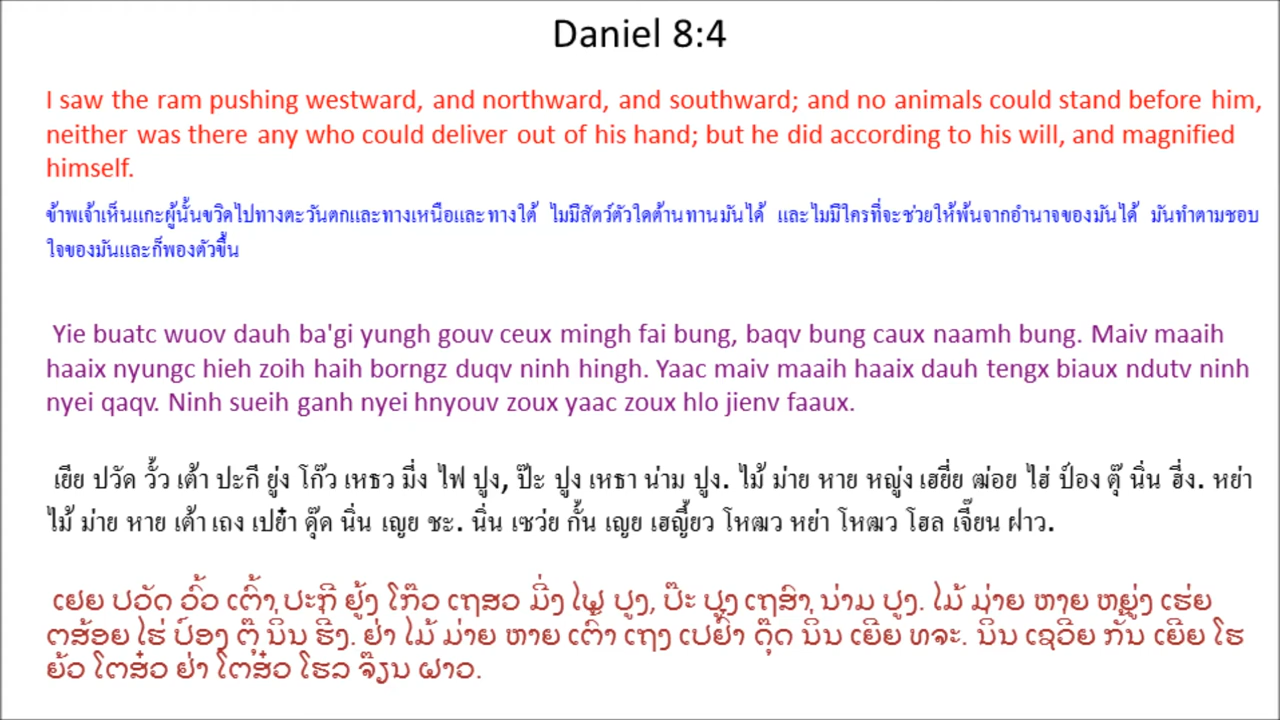 Daniel 8:4
I saw the ram pushing westward, and northward, and southward; and no animals could stand before him,
neither was there any who could deliver out of his hand; but he did according to his will, and magnified
himself.
ข้าพเจ้าเห็นแกะผู้นั้นขวิดไปทางตะวันตกและทางเหนือและทางใต้ ไม่มีสัตว์ตัวใดต้านทานมันได้ และไม่มีใครที่จะช่วยให้พ้นจากอำนาจของมันได้ มันทำตามชอบ
ใจของมันและก็พองตัวขึ้น
Yie buatc wuov dauh ba'gi yungh gouv ceux mingh fai bung, baqv bung caux naamh bung. Maiv maaih
haaix nyungc hieh zoih haih borngz duqv ninh hingh. Yaac maiv maaih haaix dauh tengx biaux ndutv ninh
nyei qaqv. Ninh sueih ganh nyei hnyouv zoux yaac zoux hlo jienv faaux.
เยีย ปวัด วั้ว เต้า ปะกี ยู่ง โก๊ว เหธว มี่ง ไฟ ปูง, ป๊ะ ปูง เหธา น่าม ปูง. ไม้ ม่าย หาย หญู่ง เฮยี่ย ฒ่อย ไฮ่ ป๎อง ตุ๊ นิ่น ฮี่ง. หย่า
ไม้ ม่าย หาย เต้า เถง เปย๋า ดุ๊ด นิ่น เญย ชะ. นิ่น เซว่ย กั้น เญย เฮญี้ยว โหฒว หย่า โหฒว โฮล เจี๊ยน ฝาว.
ເຢຍ ປວັດ ວົ້ວ ເຕົ້າ ປະກີ ຢູ້ງ ໂກ໊ວ ເຖສວ ມີ່ງ ໄຟ ປູງ, ປ໊ະ ປູງ ເຖສົາ ນ່າມ ປູງ. ໄມ້ ມ່າຍ ຫາຍ ຫຍູ່ງ ເຮ່ຍ
ຕສ້ອຍ ໄຮ່ ປ໌ອງ ຕຸ໊ ນິ່ນ ຮີ່ງ. ຢ່າ ໄມ້ ມ່າຍ ຫາຍ ເຕົ້າ ເຖງ ເປຢົ໋າ ດຸ໊ດ ນິ່ນ ເຍີຍ ທຈະ. ນິ່ນ ເຊວີ່ຍ ກັ້ນ ເຍີຍ ໂຮ
ຍ້ວ ໂຕສ໋ວ ຢ່າ ໂຕສ໋ວ ໂຮລ ຈ໊ຽນ ຝາວ.